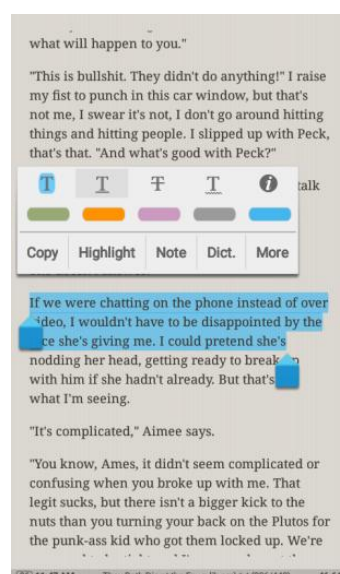 what will happen to you."
"This is bullshit. They didn't do anything!" I raise
my fist to punch in this car window, but that's
not me, I swear it's not, I don't go around hitting
things and hitting people. I slipped up with Peck,
that's that. "And what's good with Peck?"
talk
T T T T i
Copy Highlight Note Dict. More
If we were chatting on the phone instead of over
video, I wouldn't have to be disappointed by the
she's giving me. I could pretend she's
nodding her head, getting ready to break
with him if she hadn't already. But that's
what I'm seeing.
"It's complicated," Aimee says.
"You know, Ames, it didn't seem complicated or
confusing when you broke up with me. That
legit sucks, but there isn't a bigger kick to the
nuts than you turning your back on the Plutos for
the punk-ass kid who got them locked up. We're